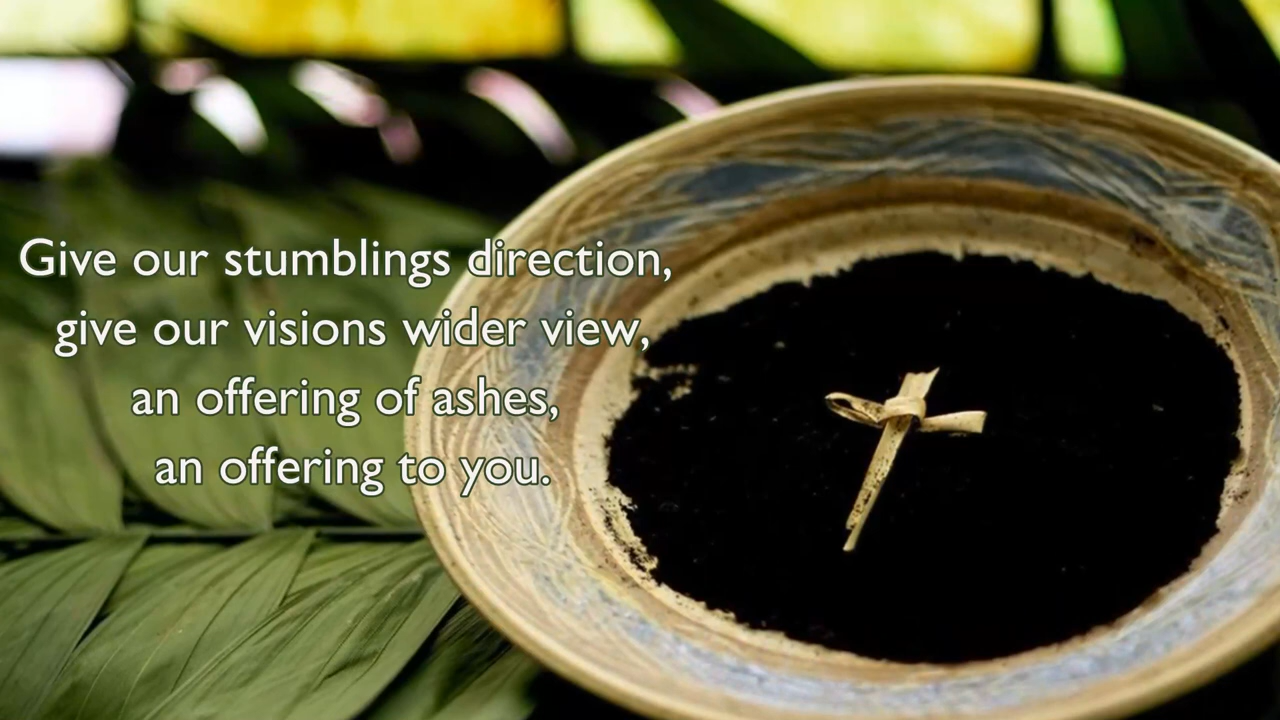 Give our stumblings direction,
give our visions wider view,
an offering of ashes,
an offering to you.